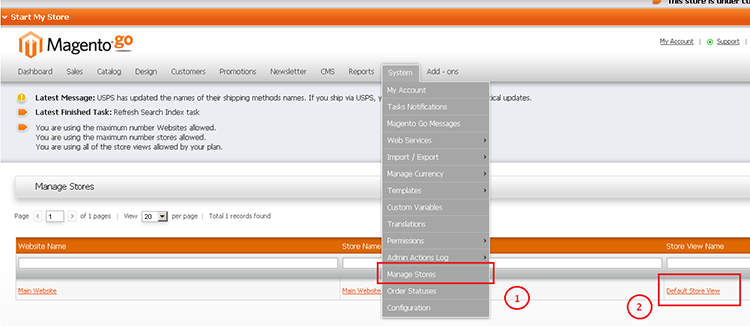 This store is under co
Start My Store
Magento go
My Account | Support
Dashboard Sales Catalog Design Customers Promotions Newsletter CMS Reports System Add - ons
Latest Message: USPS has updated the names of their shipping methods names. If you ship via USPS, y
tical updates.
Latest Finished Task: Refresh Search Index task
You are using the maximum number Websites allowed.
You are using the maximum number stores allowed.
You are using all of the store views allowed by your plan.
My Account
Tasks Notifications
Magento Go Messages
Web Services
Import / Export
Manage Currency
Templates
Custom Variables
Translations
Permissions
Admin Actions Log
Manage Stores
Order Statuses
Configuration
Manage Stores
Page 1 of 1 pages | View 20 per page | Total 1 records found
Website Name Store Nam Store View Name
Main Website Main Website Default Store View
1
2